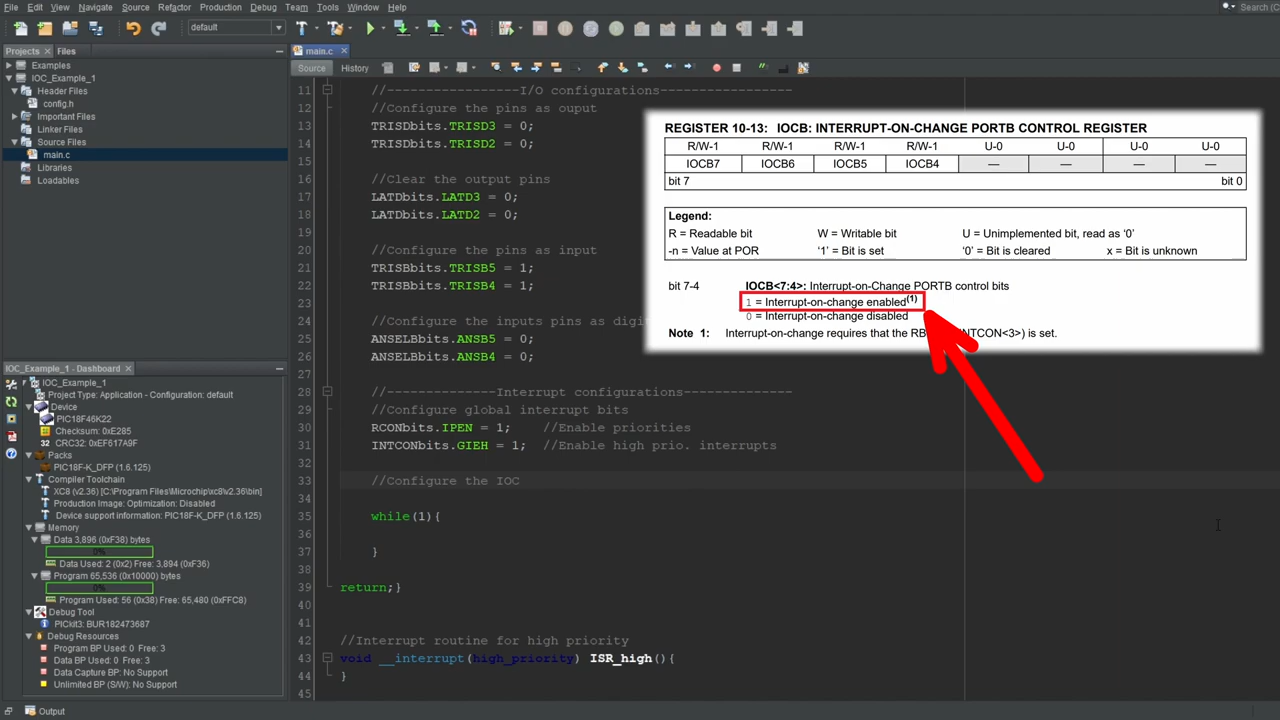 File Edit View Navigate Source Refactor Production Debug Team Tools Window Help
Search (C
default
Projects Files
Examples
IOC_Example_1
Header Files
config.h
Important Files
Linker Files
Source Files
main.c
Libraries
Loadables
IOC_Example_1 - Dashboard
IOC_Example_1
Project Type: Application - Configuration: default
Device
PIC18F46K22
Checksum: 0xE285
CRC32: 0xEF617A9F
Packs
PIC18F-K_DFP (1.6.125)
Compiler Toolchain
XC8 (v2.36) [C:\Program Files\Microchip\xc8\v2.36\bin]
Production Image: Optimization: Disabled
Device support information: PIC18F-K_DFP (1.6.125)
Memory
Data 3,896 (0xF38) bytes
0%
Data Used: 2 (0x2) Free: 3,894 (0xF36)
Program 65,536 (0x10000) bytes
0%
Program Used: 56 (0x38) Free: 65,480 (0xFFC8)
Debug Tool
PICkit3: BUR182473687
Debug Resources
Program BP Used: 0 Free: 3
Data BP Used: 0 Free: 3
Data Capture BP: No Support
Unlimited BP (S/W): No Support
Output
main.c
Source History
11 //-----------------I/O configurations----------------
12 //Configure the pins as ouput
13 TRISDbits.TRISD3 = 0;
14 TRISDbits.TRISD2 = 0;
15
16 //Clear the output pins
17 LATDbits.LATD3 = 0;
18 LATDbits.LATD2 = 0;
19
20 //Configure the pins as input
21 TRISBbits.TRISB5 = 1;
22 TRISBbits.TRISB4 = 1;
23
24 //Configure the inputs pins as digi
25 ANSELBbits.ANSB5 = 0;
26 ANSELBbits.ANSB4 = 0;
27
28 //--------------Interrupt configurations--------------
29 //Configure global interrupt bits
30 RCONbits.IPEN = 1; //Enable priorities
31 INTCONbits.GIEH = 1; //Enable high prio. interrupts
32
33 //Configure the IOC
34
35 while(1){
36
37 }
38
39 return;}
40
41
42 //Interrupt routine for high priority
43 void __interrupt(high_priority) ISR_high(){
44 }
45
REGISTER 10-13: IOCB: INTERRUPT-ON-CHANGE PORTB CONTROL REGISTER
R/W-1 R/W-1 R/W-1 R/W-1 U-0 U-0 U-0 U-0
IOCB7 IOCB6 IOCB5 IOCB4 — — — —
bit 7 bit 0
Legend:
R = Readable bit W = Writable bit U = Unimplemented bit, read as ‘0’
-n = Value at POR ‘1’ = Bit is set ‘0’ = Bit is cleared x = Bit is unknown
bit 7-4 IOCB<7:4>: Interrupt-on-Change PORTB control bits
1 = Interrupt-on-change enabled(1)
0 = Interrupt-on-change disabled
Note 1: Interrupt-on-change requires that the RB NTCON<3>) is set.